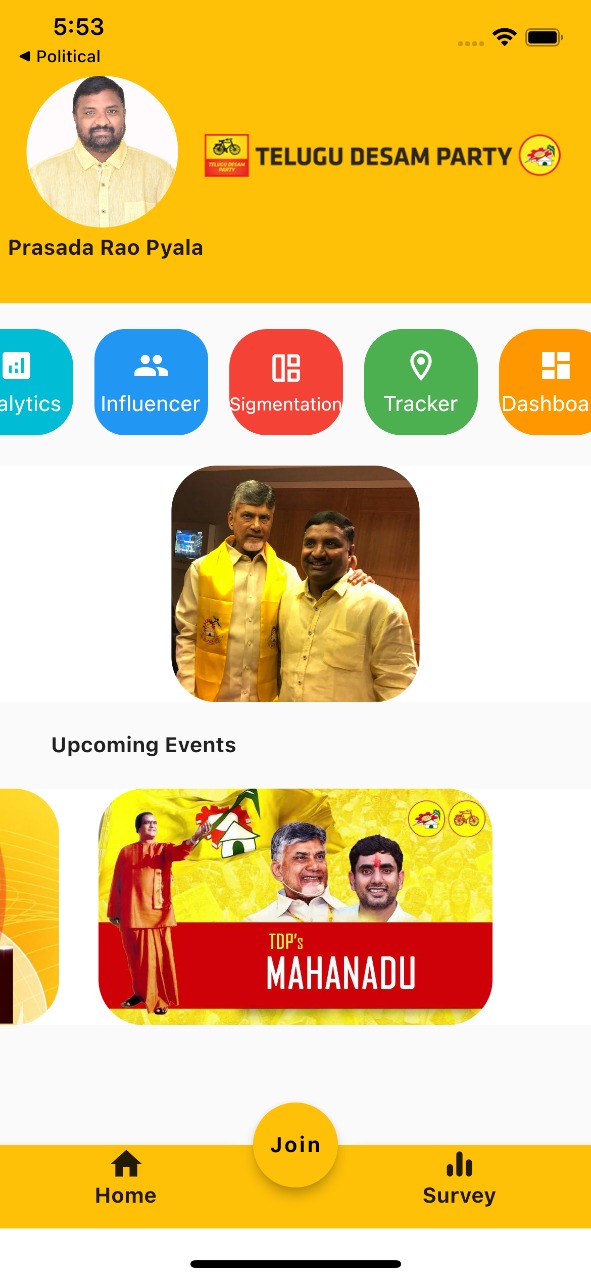 5:53
◀ Political
TELUGU DESAM
PARTY
TELUGU DESAM PARTY
Prasada Rao Pyala
alytics
Influencer
Sigmentation
Tracker
Dashboa
Upcoming Events
TDP's
MAHANADU
Join
Home
Survey